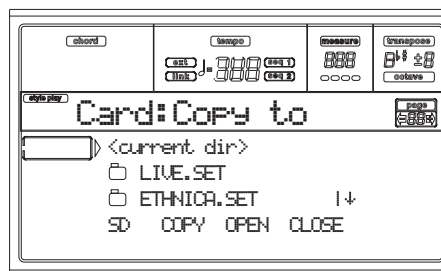 chord tempo measure transpose
ext seq 1
link seq 2
octave
style play page
Card:Copy to
<current dir>
LIVE.SET
ETHNICA.SET
SD COPY OPEN CLOSE